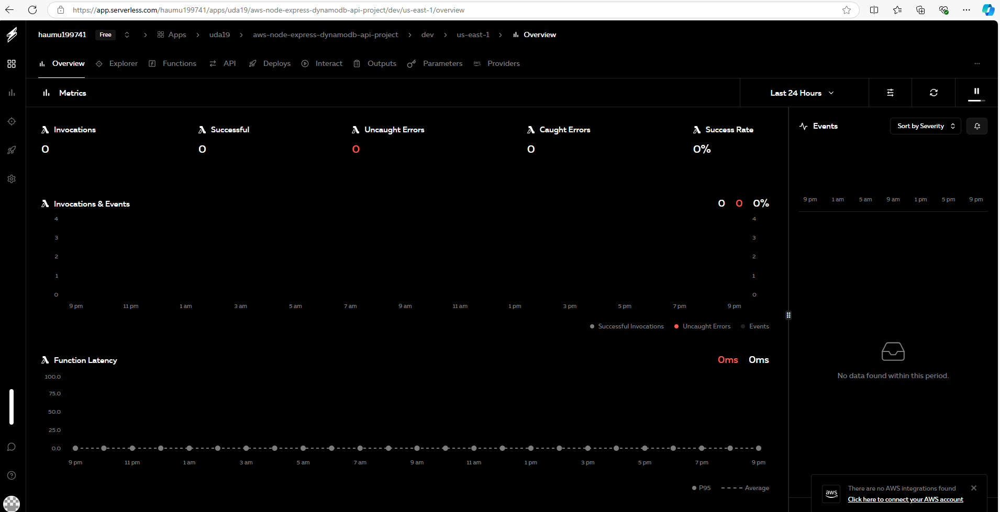 https://app.serverless.com/haumu199741/apps/uda19/aws-node-express-dynamodb-api-project/dev/us-east-1/overview
haumu199741 Free > Apps > uda19 > aws-node-express-dynamodb-api-project > dev > us-east-1 > Overview
Overview Explorer Functions API Deploys Interact Outputs Parameters aws Providers ...
Metrics Last 24 Hours
Invocations Successful Uncaught Errors Caught Errors Success Rate
0 0 0 0 0%
Invocations & Events 0 0 0%
4 4
3 3
2 2
1 1
0 0
9 pm 11 pm 1 am 3 am 5 am 7 am 9 am 11 am 1 pm 3 pm 5 pm 7 pm 9 pm
Successful Invocations Uncaught Errors Events
Function Latency 0ms 0ms
100.0
75.0
50.0
25.0
0.0
9 pm 11 pm 1 am 3 am 5 am 7 am 9 am 11 am 1 pm 3 pm 5 pm 7 pm 9 pm
P95 Average
Events Sort by Severity
9 pm 1 am 5 am 9 am 1 pm 5 pm 9 pm
No data found within this period.
aws
There are no AWS integrations found
Click here to connect your AWS account